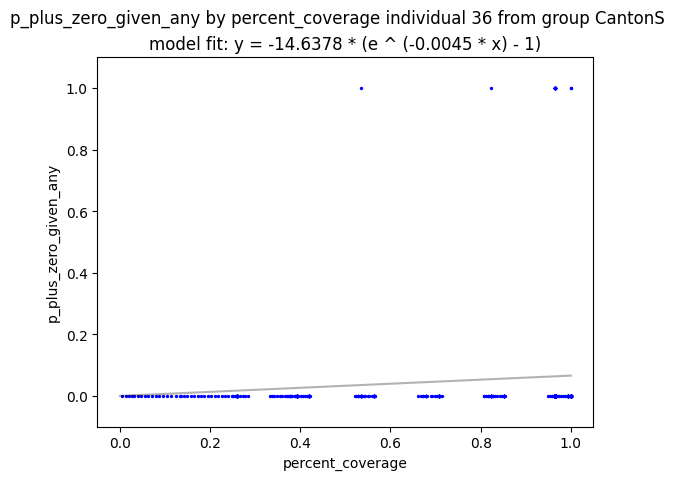 p_plus_zero_given_any by percent_coverage individual 36 from group CantonS
model fit: y = -14.6378 * (e ^ (-0.0045 * x) - 1)
p_plus_zero_given_any
1.0
0.8
0.6
0.4
0.2
0.0
0.0 0.2 0.4 0.6 0.8 1.0
percent_coverage